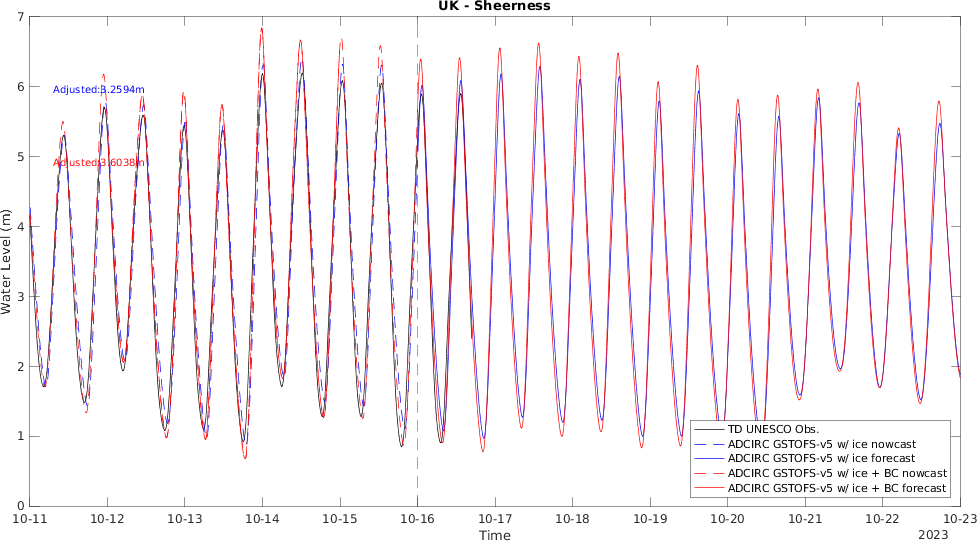 UK - Sheerness
7
6
5
4
3
2
1
0
Water Level (m)
Adjusted:3.2594m
Adjusted:3.6038m
TD UNESCO Obs.
ADCIRC GSTOFS-v5 w/ ice nowcast
ADCIRC GSTOFS-v5 w/ ice forecast
ADCIRC GSTOFS-v5 w/ ice + BC nowcast
ADCIRC GSTOFS-v5 w/ ice + BC forecast
10-11 10-12 10-13 10-14 10-15 10-16 10-17 10-18 10-19 10-20 10-21 10-22 10-23
Time
2023